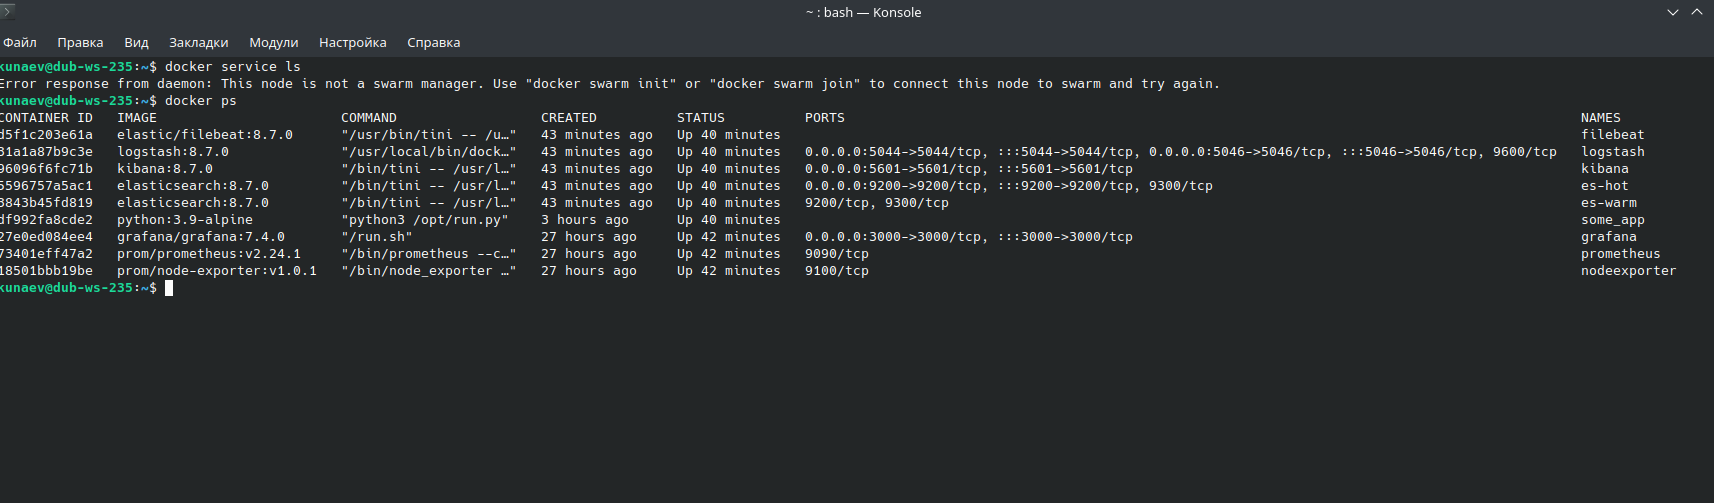 ~ : bash — Konsole
Файл Правка Вид Закладки Модули Настройка Справка
kunaev@dub-ws-235:~$ docker service ls
Error response from daemon: This node is not a swarm manager. Use "docker swarm init" or "docker swarm join" to connect this node to swarm and try again.
kunaev@dub-ws-235:~$ docker ps
CONTAINER ID IMAGE COMMAND CREATED STATUS PORTS NAMES
d5f1c203e61a elastic/filebeat:8.7.0 "/usr/bin/tini -- /u…" 43 minutes ago Up 40 minutes filebeat
31a1a87b9c3e logstash:8.7.0 "/usr/local/bin/dock…" 43 minutes ago Up 40 minutes 0.0.0.0:5044->5044/tcp, :::5044->5044/tcp, 0.0.0.0:5046->5046/tcp, :::5046->5046/tcp, 9600/tcp logstash
96096f6fc71b kibana:8.7.0 "/bin/tini -- /usr/l…" 43 minutes ago Up 40 minutes 0.0.0.0:5601->5601/tcp, :::5601->5601/tcp kibana
5596757a5ac1 elasticsearch:8.7.0 "/bin/tini -- /usr/l…" 43 minutes ago Up 40 minutes 0.0.0.0:9200->9200/tcp, :::9200->9200/tcp, 9300/tcp es-hot
3843b45fd819 elasticsearch:8.7.0 "/bin/tini -- /usr/l…" 43 minutes ago Up 40 minutes 9200/tcp, 9300/tcp es-warm
df992fa8cde2 python:3.9-alpine "python3 /opt/run.py" 3 hours ago Up 40 minutes some_app
27e0ed084ee4 grafana/grafana:7.4.0 "/run.sh" 27 hours ago Up 42 minutes 0.0.0.0:3000->3000/tcp, :::3000->3000/tcp grafana
73401eff47a2 prom/prometheus:v2.24.1 "/bin/prometheus --c…" 27 hours ago Up 42 minutes 9090/tcp prometheus
18501bbb19be prom/node-exporter:v1.0.1 "/bin/node_exporter …" 27 hours ago Up 42 minutes 9100/tcp nodeexporter
kunaev@dub-ws-235:~$